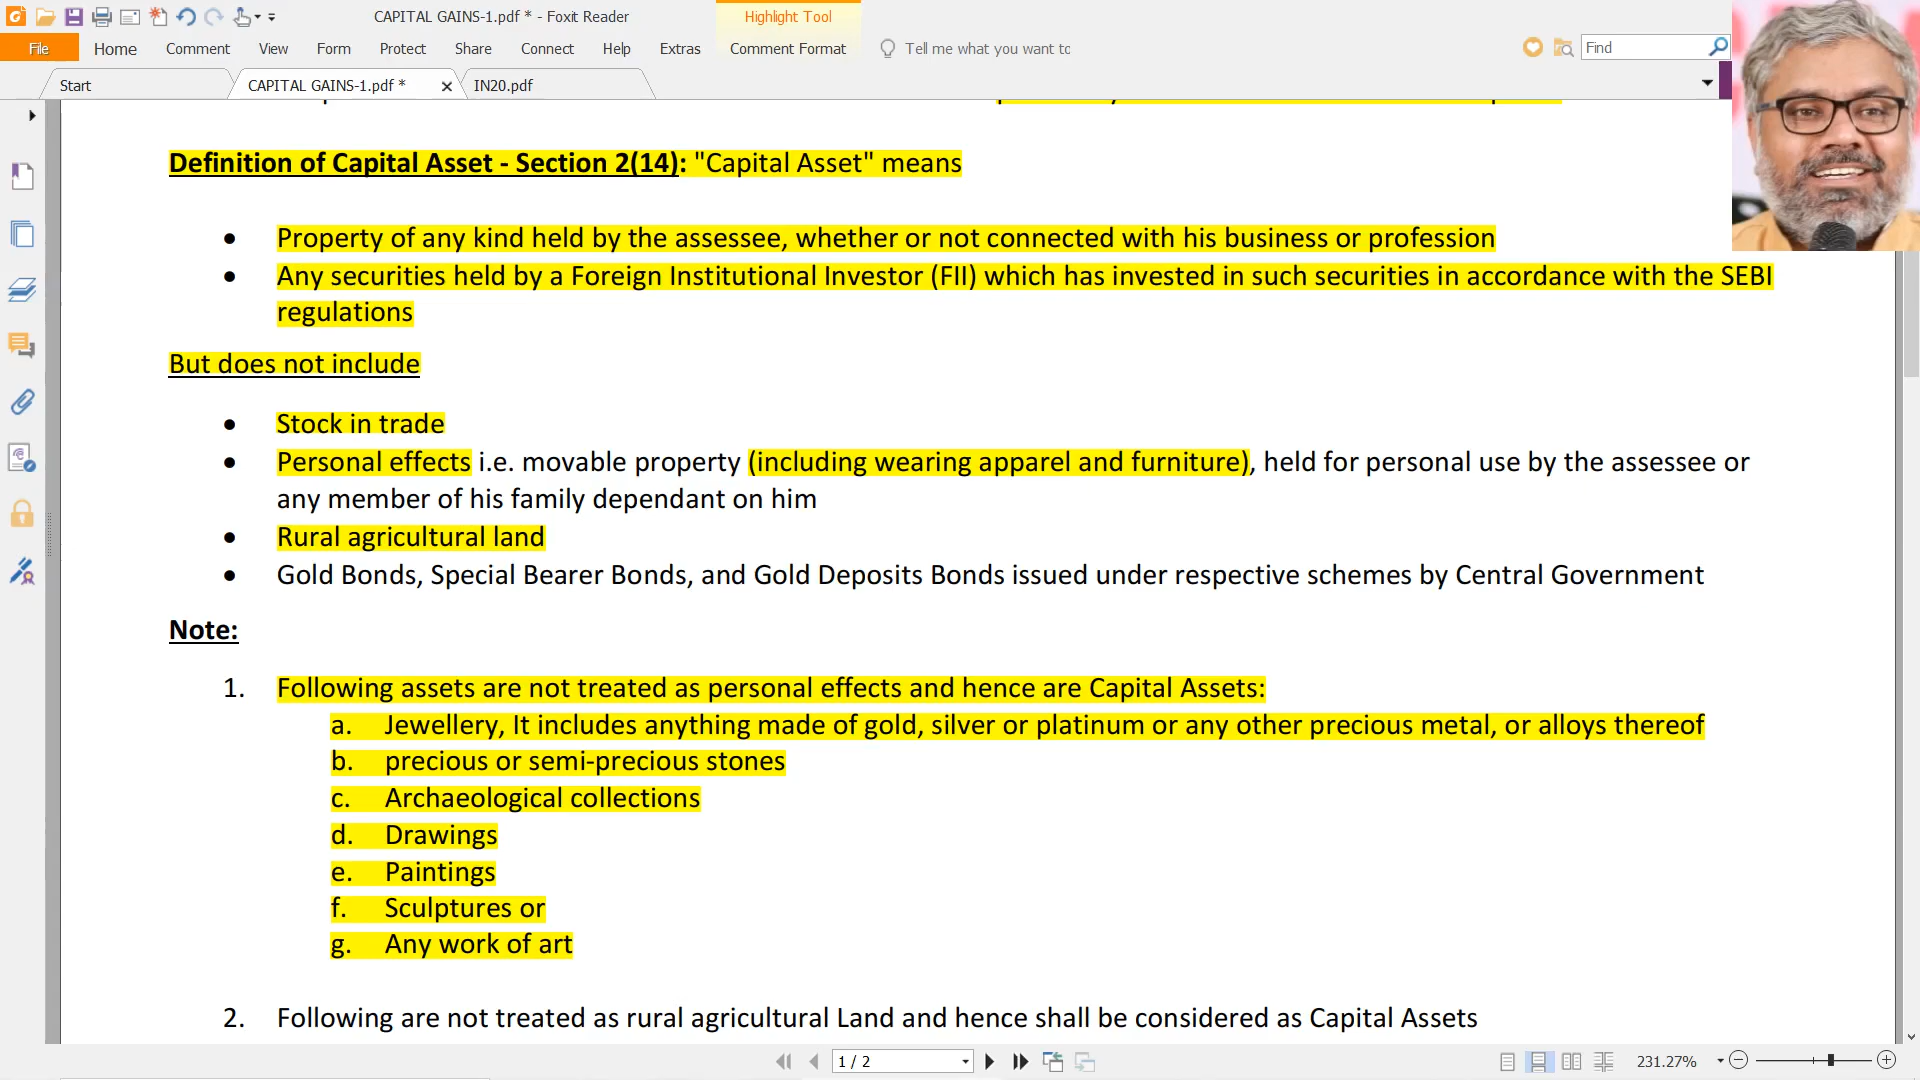 CAPITAL GAINS-1.pdf * - Foxit Reader
Highlight Tool
File Home Comment View Form Protect Share Connect Help Extras Comment Format Tell me what you want to Find
Start CAPITAL GAINS-1.pdf * IN20.pdf
Definition of Capital Asset - Section 2(14): "Capital Asset" means
• Property of any kind held by the assessee, whether or not connected with his business or profession
• Any securities held by a Foreign Institutional Investor (FII) which has invested in such securities in accordance with the SEBI
regulations
But does not include
• Stock in trade
• Personal effects i.e. movable property (including wearing apparel and furniture), held for personal use by the assessee or
any member of his family dependant on him
• Rural agricultural land
• Gold Bonds, Special Bearer Bonds, and Gold Deposits Bonds issued under respective schemes by Central Government
Note:
1. Following assets are not treated as personal effects and hence are Capital Assets:
a. Jewellery, It includes anything made of gold, silver or platinum or any other precious metal, or alloys thereof
b. precious or semi-precious stones
c. Archaeological collections
d. Drawings
e. Paintings
f. Sculptures or
g. Any work of art
2. Following are not treated as rural agricultural Land and hence shall be considered as Capital Assets
1 / 2
231.27%